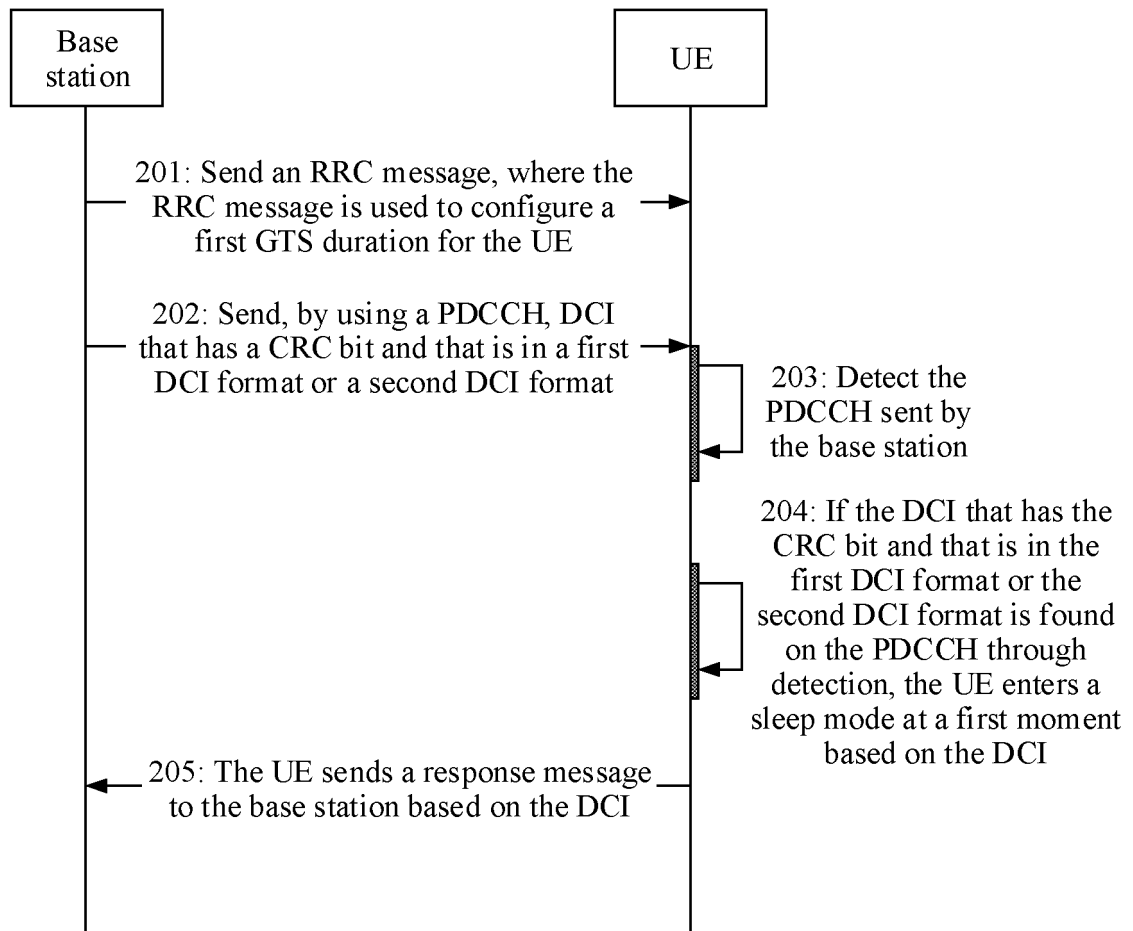 Base
station
UE
201: Send an RRC message, where the
RRC message is used to configure a
first GTS duration for the UE
202: Send, by using a PDCCH, DCI
that has a CRC bit and that is in a first
DCI format or a second DCI format
203: Detect the
PDCCH sent by
the base station
204: If the DCI that has the
CRC bit and that is in the
first DCI format or the
second DCI format is found
on the PDCCH through
detection, the UE enters a
sleep mode at a first moment
based on the DCI
205: The UE sends a response message
to the base station based on the DCI